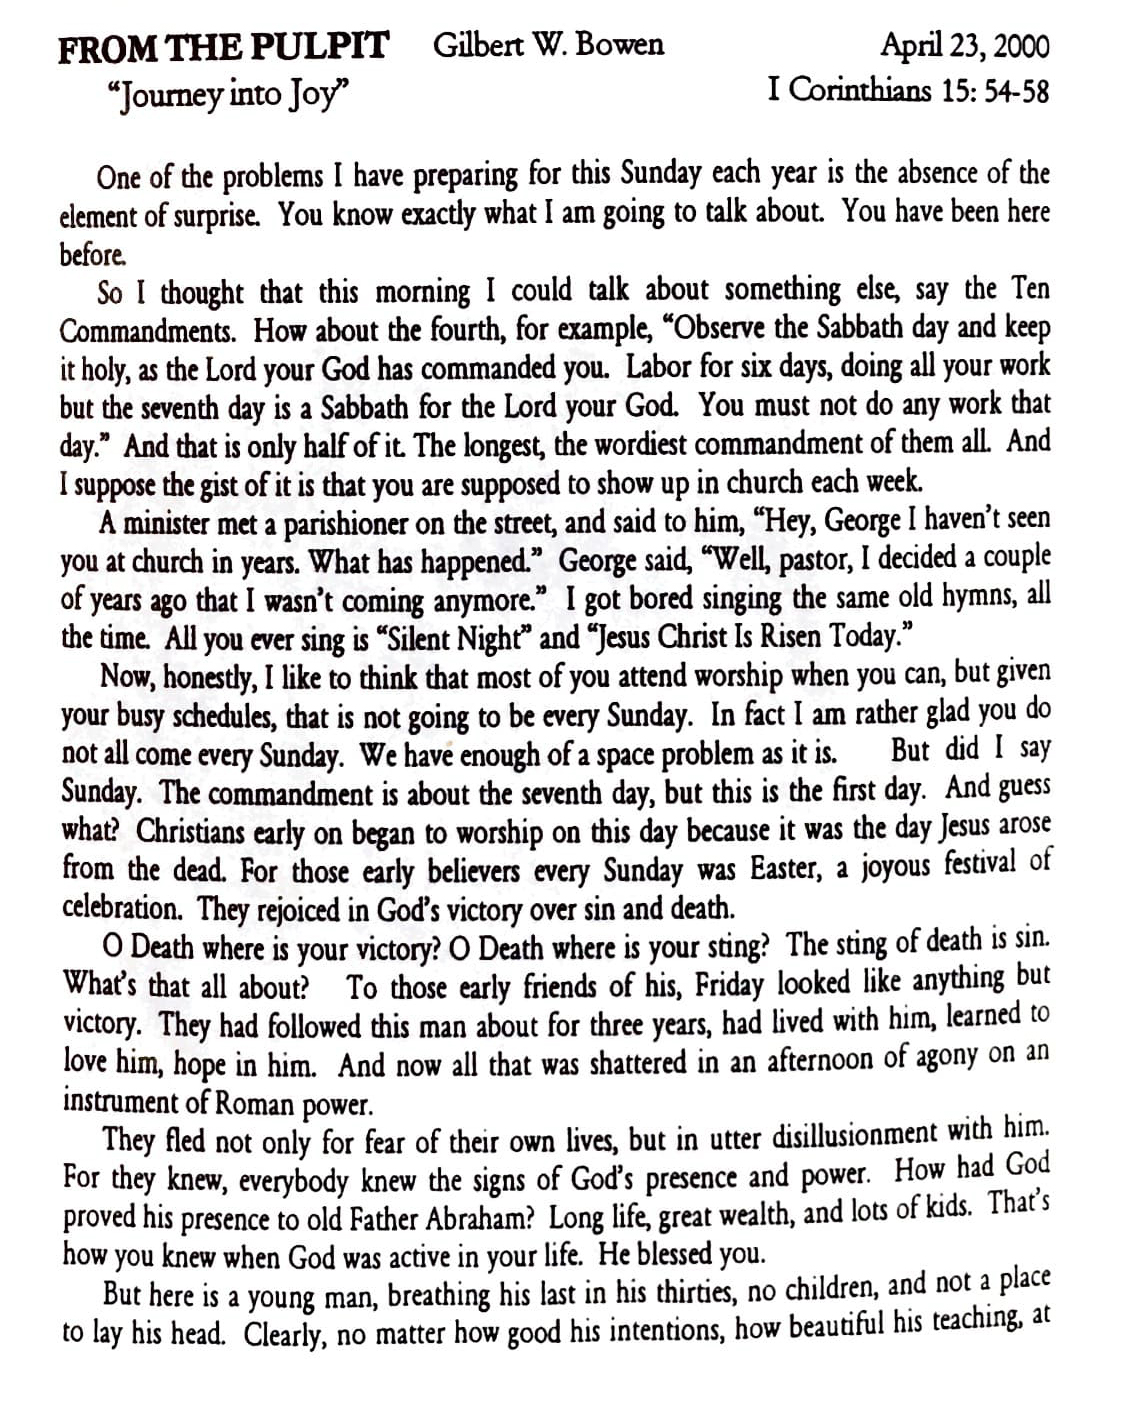 FROM THE PULPIT Gilbert W. Bowen April 23, 2000
“Journey into Joy” I Corinthians 15: 54-58
One of the problems I have preparing for this Sunday each year is the absence of the
element of surprise. You know exactly what I am going to talk about. You have been here
before.
So I thought that this morning I could talk about something else, say the Ten
Commandments. How about the fourth, for example, “Observe the Sabbath day and keep
it holy, as the Lord your God has commanded you. Labor for six days, doing all your work
but the seventh day is a Sabbath for the Lord your God. You must not do any work that
day.” And that is only half of it. The longest, the wordiest commandment of them all. And
I suppose the gist of it is that you are supposed to show up in church each week.
A minister met a parishioner on the street, and said to him, “Hey, George I haven’t seen
you at church in years. What has happened.” George said, “Well, pastor, I decided a couple
of years ago that I wasn’t coming anymore.” I got bored singing the same old hymns, all
the time. All you ever sing is “Silent Night” and “Jesus Christ Is Risen Today.”
Now, honestly, I like to think that most of you attend worship when you can, but given
your busy schedules, that is not going to be every Sunday. In fact I am rather glad you do
not all come every Sunday. We have enough of a space problem as it is. But did I say
Sunday. The commandment is about the seventh day, but this is the first day. And guess
what? Christians early on began to worship on this day because it was the day Jesus arose
from the dead. For those early believers every Sunday was Easter, a joyous festival of
celebration. They rejoiced in God’s victory over sin and death.
O Death where is your victory? O Death where is your sting? The sting of death is sin.
What’s that all about? To those early friends of his, Friday looked like anything but
victory. They had followed this man about for three years, had lived with him, learned to
love him, hope in him. And now all that was shattered in an afternoon of agony on an
instrument of Roman power.
They fled not only for fear of their own lives, but in utter disillusionment with him.
For they knew, everybody knew the signs of God’s presence and power. How had God
proved his presence to old Father Abraham? Long life, great wealth, and lots of kids. That’s
how you knew when God was active in your life. He blessed you.
But here is a young man, breathing his last in his thirties, no children, and not a place
to lay his head. Clearly, no matter how good his intentions, how beautiful his teaching, at